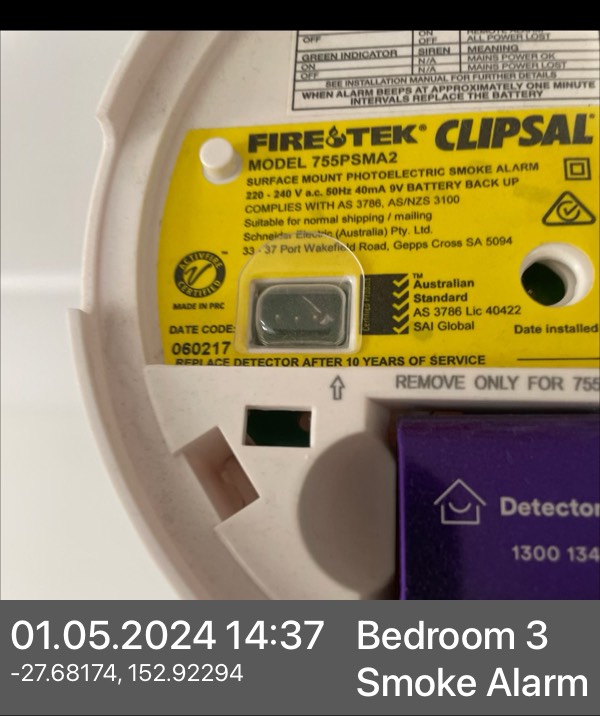 OFF ON ALL POWER LOST
OFF
GREEN INDICATOR SIREN MEANING
ON N/A MAINS POWER OK
OFF N/A MAINS POWER LOST
SEE INSTALLATION MANUAL FOR FURTHER DETAILS
WHEN ALARM BEEPS AT APPROXIMATELY ONE MINUTE
INTERVALS REPLACE THE BATTERY
FIRETEK® CLIPSAL
MODEL 755PSMA2
SURFACE MOUNT PHOTOELECTRIC SMOKE ALARM
220 - 240 V a.c. 50Hz 40mA 9V BATTERY BACK UP
COMPLIES WITH AS 3786, AS/NZS 3100
Suitable for normal shipping / mailing
Schneider Electric (Australia) Pty. Ltd.
33 - 37 Port Wakefield Road, Gepps Cross SA 5094
ACTIVFIRE CERTIFIED
™
MADE IN PRC
™
Australian
Standard
AS 3786 Lic 40422
SAI Global
DATE CODE:
060217
Date installed
REPLACE DETECTOR AFTER 10 YEARS OF SERVICE
REMOVE ONLY FOR 755
Detector
1300 134
01.05.2024 14:37
-27.68174, 152.92294
Bedroom 3
Smoke Alarm